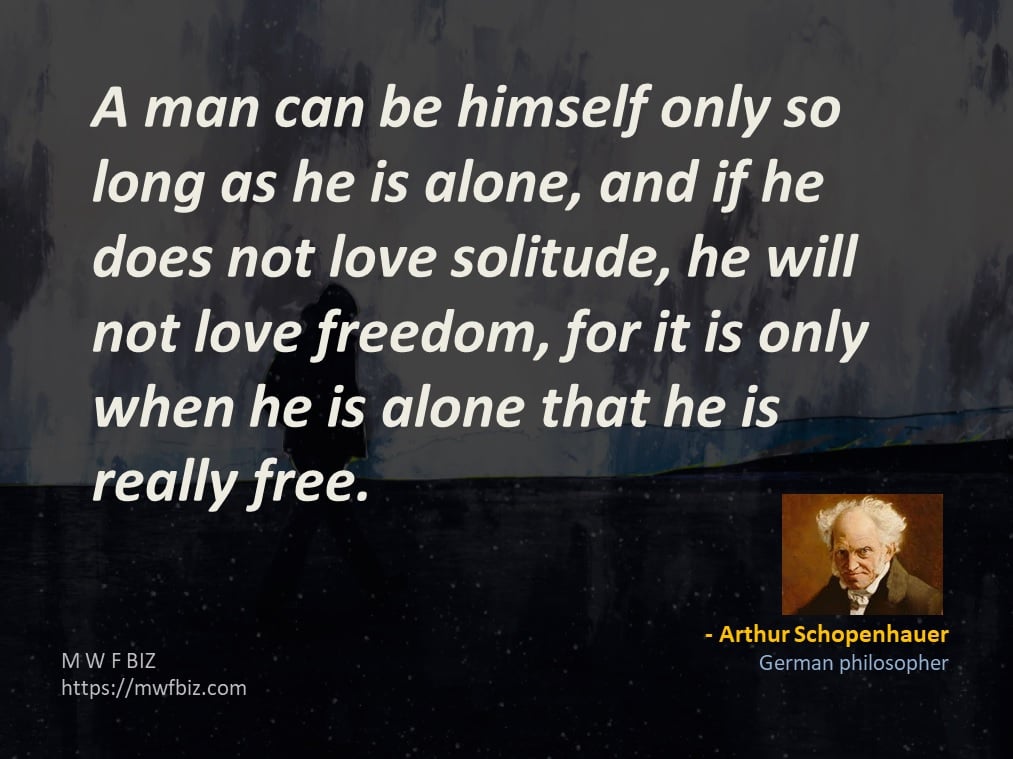 A man can be himself only so
long as he is alone, and if he
does not love solitude, he will
not love freedom, for it is only
when he is alone that he is
really free.
- Arthur Schopenhauer
German philosopher
M W F BIZ
https://mwfbiz.com